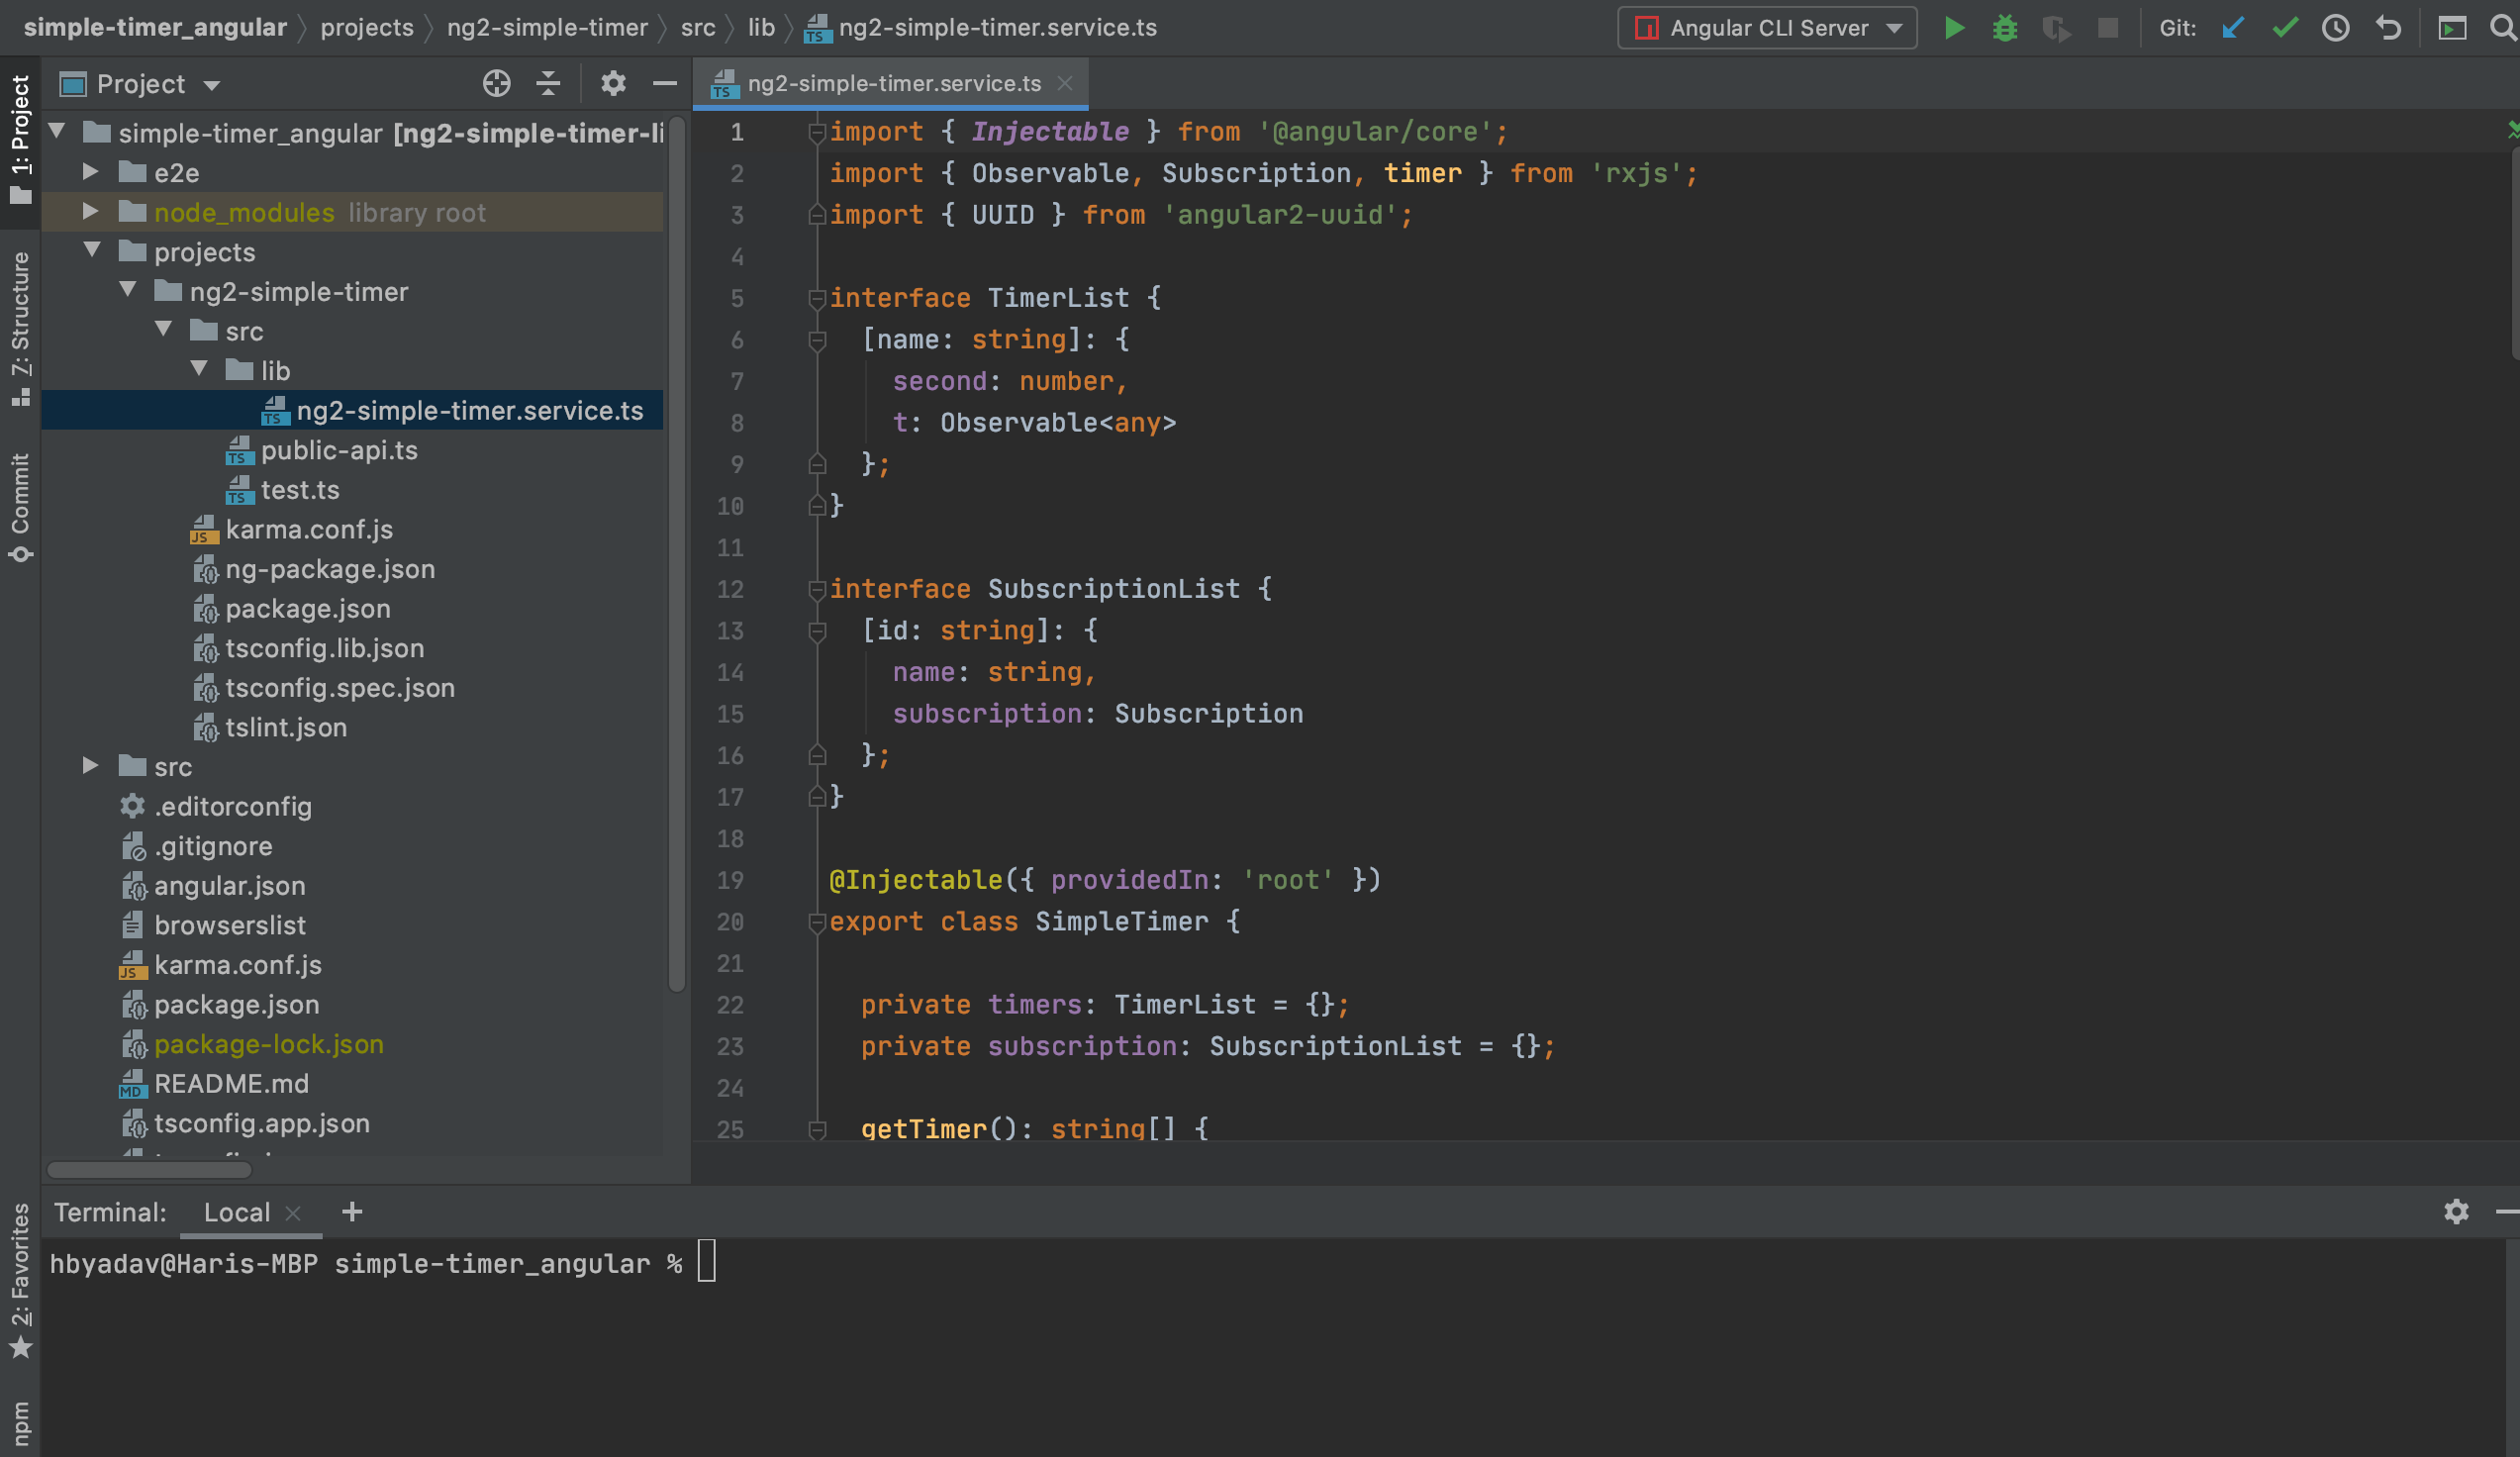 simple-timer_angular projects ng2-simple-timer src lib ng2-simple-timer.service.ts
Angular CLI Server
Git:
1: Project
Z: Structure
Commit
2: Favorites
npm
Project
simple-timer_angular [ng2-simple-timer-li
e2e
node_modules library root
projects
ng2-simple-timer
src
lib
ng2-simple-timer.service.ts
public-api.ts
test.ts
karma.conf.js
ng-package.json
package.json
tsconfig.lib.json
tsconfig.spec.json
tslint.json
src
.editorconfig
.gitignore
angular.json
browserslist
karma.conf.js
package.json
package-lock.json
README.md
tsconfig.app.json
ng2-simple-timer.service.ts
1 import { Injectable } from '@angular/core';
2 import { Observable, Subscription, timer } from 'rxjs';
3 import { UUID } from 'angular2-uuid';
4
5 interface TimerList {
6 [name: string]: {
7 second: number,
8 t: Observable<any>
9 };
10 }
11
12 interface SubscriptionList {
13 [id: string]: {
14 name: string,
15 subscription: Subscription
16 };
17 }
18
19 @Injectable({ providedIn: 'root' })
20 export class SimpleTimer {
21
22 private timers: TimerList = {};
23 private subscription: SubscriptionList = {};
24
25 getTimer(): string[] {
Terminal: Local +
hbyadav@Haris-MBP simple-timer_angular %